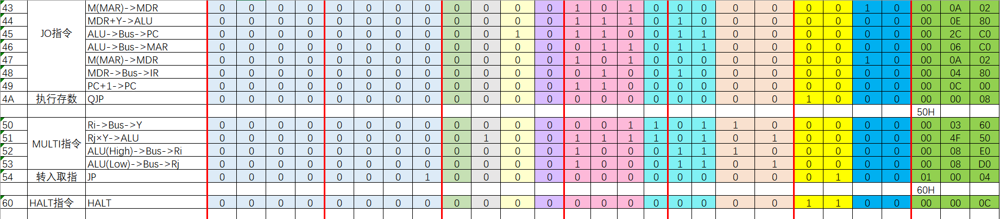 43 M(MAR)->MDR 0 0 0 0 0 0 0 0 0 0 0 0 1 0 1 0 0 0 0 0 0 0 1 0 00 0A 02
44 MDR+Y->ALU 0 0 0 0 0 0 0 0 0 0 0 0 1 1 1 0 1 0 0 0 0 0 0 0 00 0E 80
45 JO指令 ALU->Bus->PC 0 0 0 0 0 0 0 0 0 0 1 0 1 1 0 0 1 1 0 0 0 0 0 0 00 2C C0
46 ALU->Bus->MAR 0 0 0 0 0 0 0 0 0 0 0 0 0 1 1 0 1 1 0 0 0 0 0 0 00 06 C0
47 M(MAR)->MDR 0 0 0 0 0 0 0 0 0 0 0 0 1 0 1 0 0 0 0 0 0 0 1 0 00 0A 02
48 MDR->Bus->IR 0 0 0 0 0 0 0 0 0 0 0 0 0 1 0 0 1 0 0 0 0 0 0 0 00 04 80
49 PC+1->PC 0 0 0 0 0 0 0 0 0 0 0 0 1 1 0 0 0 0 0 0 0 0 0 0 00 0C 00
4A 执行存数 QJP 0 0 0 0 0 0 0 0 0 0 0 0 0 0 0 0 0 0 0 0 1 0 0 0 00 00 08
50H
50 Ri->Bus->Y 0 0 0 0 0 0 0 0 0 0 0 0 0 0 1 1 0 1 1 0 0 0 0 0 00 03 60
51 MULTI指令 Rj×Y->ALU 0 0 0 0 0 0 0 0 0 1 0 0 1 1 1 1 0 1 0 1 0 0 0 0 00 4F 50
52 ALU(High)->Bus->Ri 0 0 0 0 0 0 0 0 0 0 0 0 1 0 0 0 1 1 1 0 0 0 0 0 00 08 E0
53 ALU(Low)->Bus->Rj 0 0 0 0 0 0 0 0 0 0 0 0 1 0 0 0 1 1 0 1 0 0 0 0 00 08 D0
54 转入取指 JP 0 0 0 0 0 0 0 1 0 0 0 0 0 0 0 0 0 0 0 0 0 1 0 0 01 00 04
60H
60 HALT指令 HALT 0 0 0 0 0 0 0 0 0 0 0 0 0 0 0 0 0 0 0 0 1 1 0 0 00 00 0C